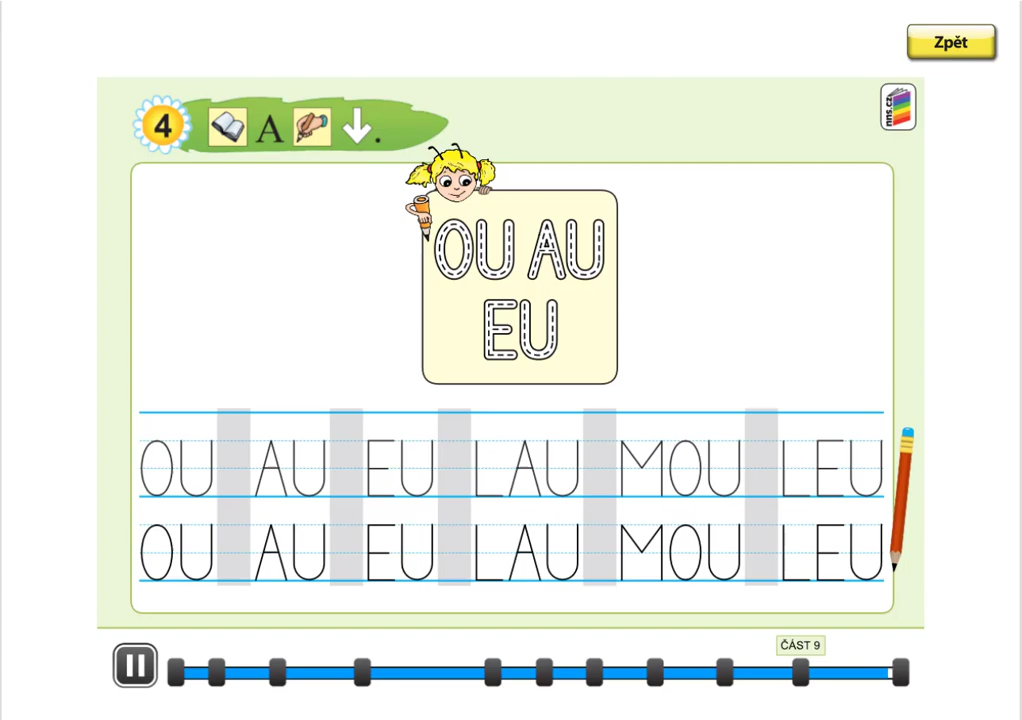 Zpět
4 A .
nns.cz
OU AU
EU
OU AU EU LAU MOU LEU
OU AU EU LAU MOU LEU
ČÁST 9